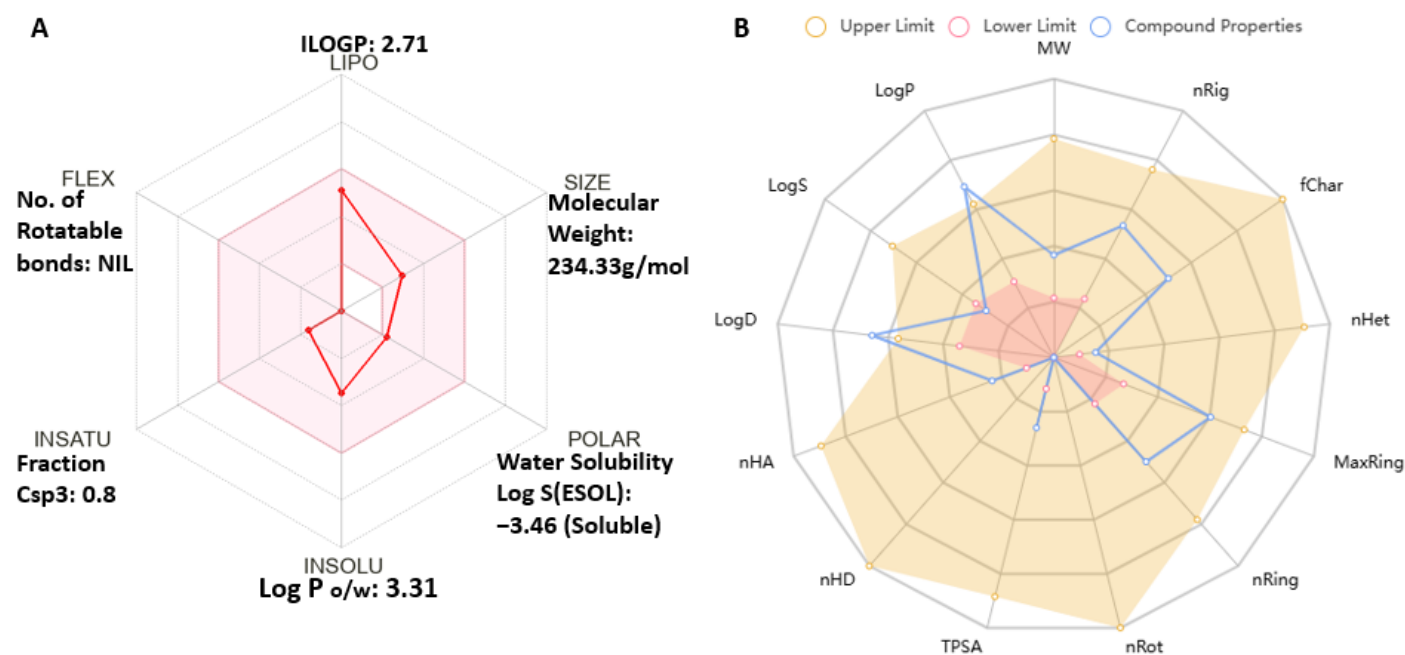 A
ILOGP: 2.71
LIPO
FLEX
No. of
Rotatable
bonds: NIL
SIZE
Molecular
Weight:
234.33g/mol
INSATU
Fraction
Csp3: 0.8
POLAR
Water Solubility
Log S(ESOL):
−3.46 (Soluble)
INSOLU
Log P o/w: 3.31
B
Upper Limit Lower Limit Compound Properties
MW
nRig
fChar
nHet
MaxRing
nRing
nRot
TPSA
nHD
nHA
LogD
LogS
LogP